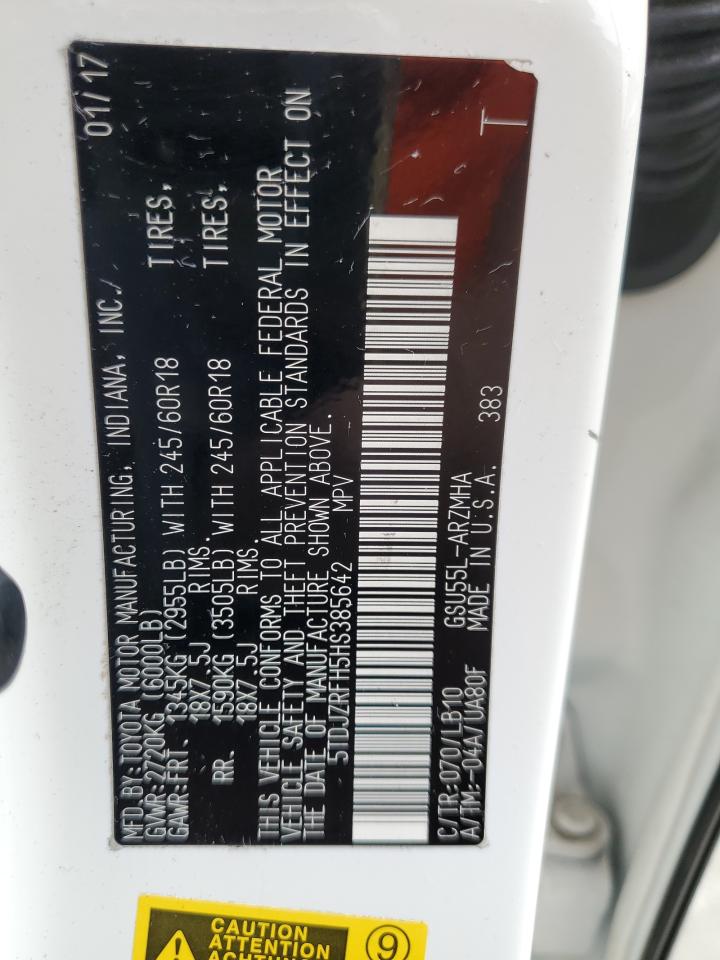 MFD.BY:TOYOTA MOTOR MANUFACTURING, INDIANA, INC. 01/17
GVWR:2720KG (6000LB)
GAWR:FRT. 1345KG (2955LB) WITH 245/60R18 TIRES,
18X7.5J RIMS.
RR. 1590KG (3505LB) WITH 245/60R18 TIRES.
18X7.5J RIMS
THIS VEHICLE CONFORMS TO ALL APPLICABLE FEDERAL MOTOR
VEHICLE SAFETY AND THEFT PREVENTION STANDARDS IN EFFECT ON
THE DATE OF MANUFACTURE SHOWN ABOVE.
5TDJZRFH5HS385642 MPV
C/TR:070/LB10 GSU55L-ARZMHA
A/TM:-04A/UA80F MADE IN U.S.A. 383
T
CAUTION
ATTENTION
9